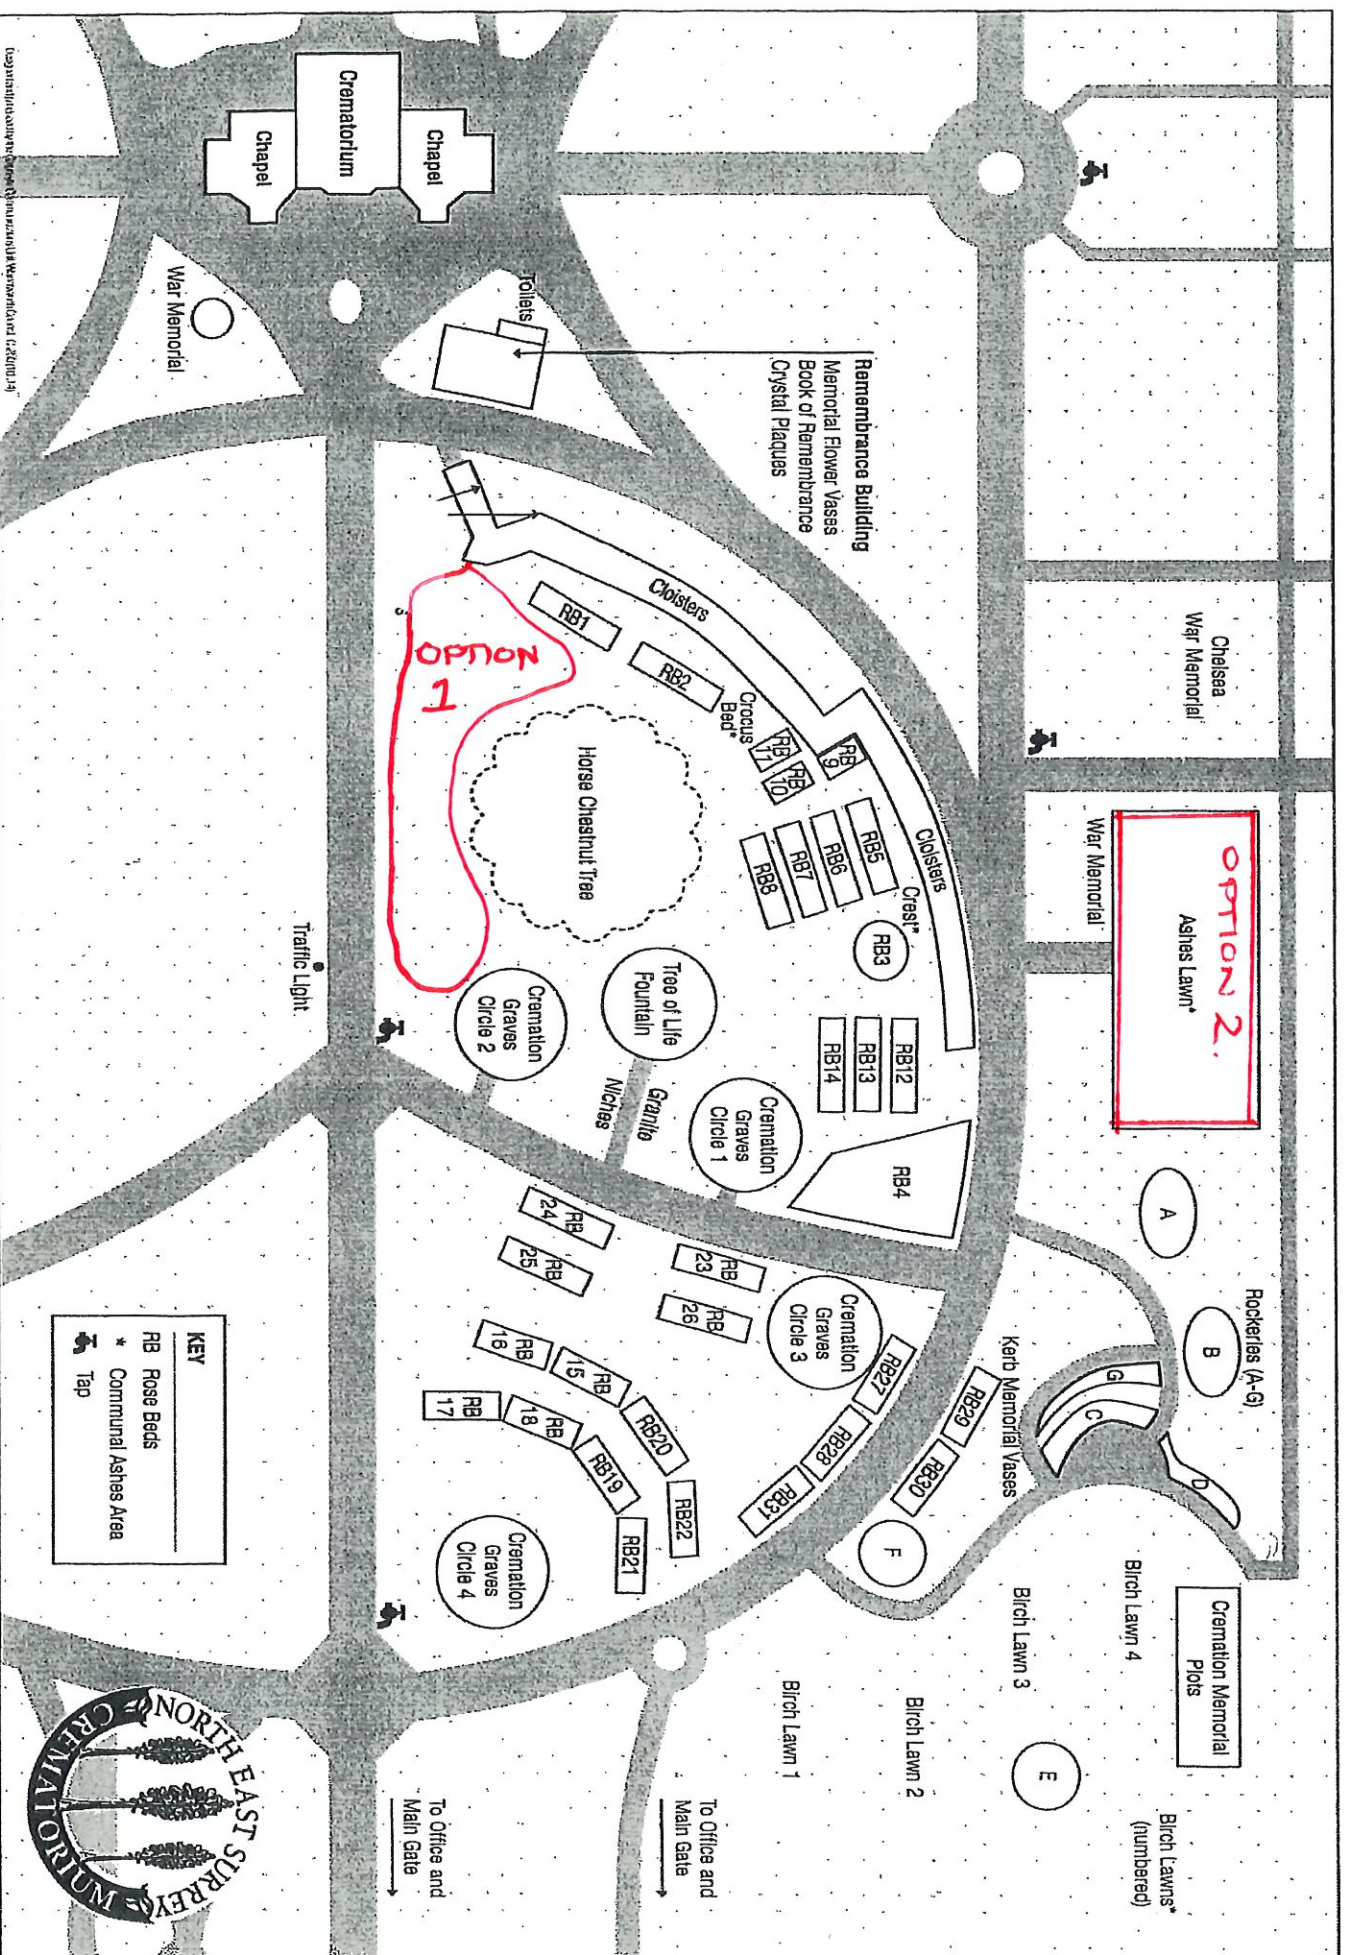 Crematorium
Chapel
Chapel
War Memorial
Toilets
Remembrance Building
Memorial Flower Vases
Book of Remembrance
Crystal Plaques
Chelsea
War Memorial
War Memorial
OPTION 2.
Ashes Lawn*
Cloisters
Cloisters
RB1
RB2
Crocus
Bed*
RB
11
RB
10
RB
9
RB5
RB6
RB7
RB8
Crest*
RB3
OPTION
1
Horse Chestnut Tree
Traffic Light
Tree of Life
Fountain
Cremation
Graves
Circle 2
Granite
Niches
Cremation
Graves
Circle 1
RB12
RB13
RB14
RB4
A
Rockeries (A-G)
B
G
C
D
Kerb Memorial Vases
RB
24
RB
25
RB
23
RB
26
Cremation
Graves
Circle 3
RB27
RB28
RB31
RB29
RB30
F
RB
16
RB
15
RB
17
RB
18
RB20
RB19
RB22
RB21
Cremation
Graves
Circle 4
Birch Lawn 4
Birch Lawn 3
Birch Lawn 2
Birch Lawn 1
Cremation Memorial
Plots
E
Birch Lawns*
(numbered)
To Office and
Main Gate
To Office and
Main Gate
KEY
RB Rose Beds
* Communal Ashes Area
Tap
NORTH EAST SURREY
CREMATORIUM